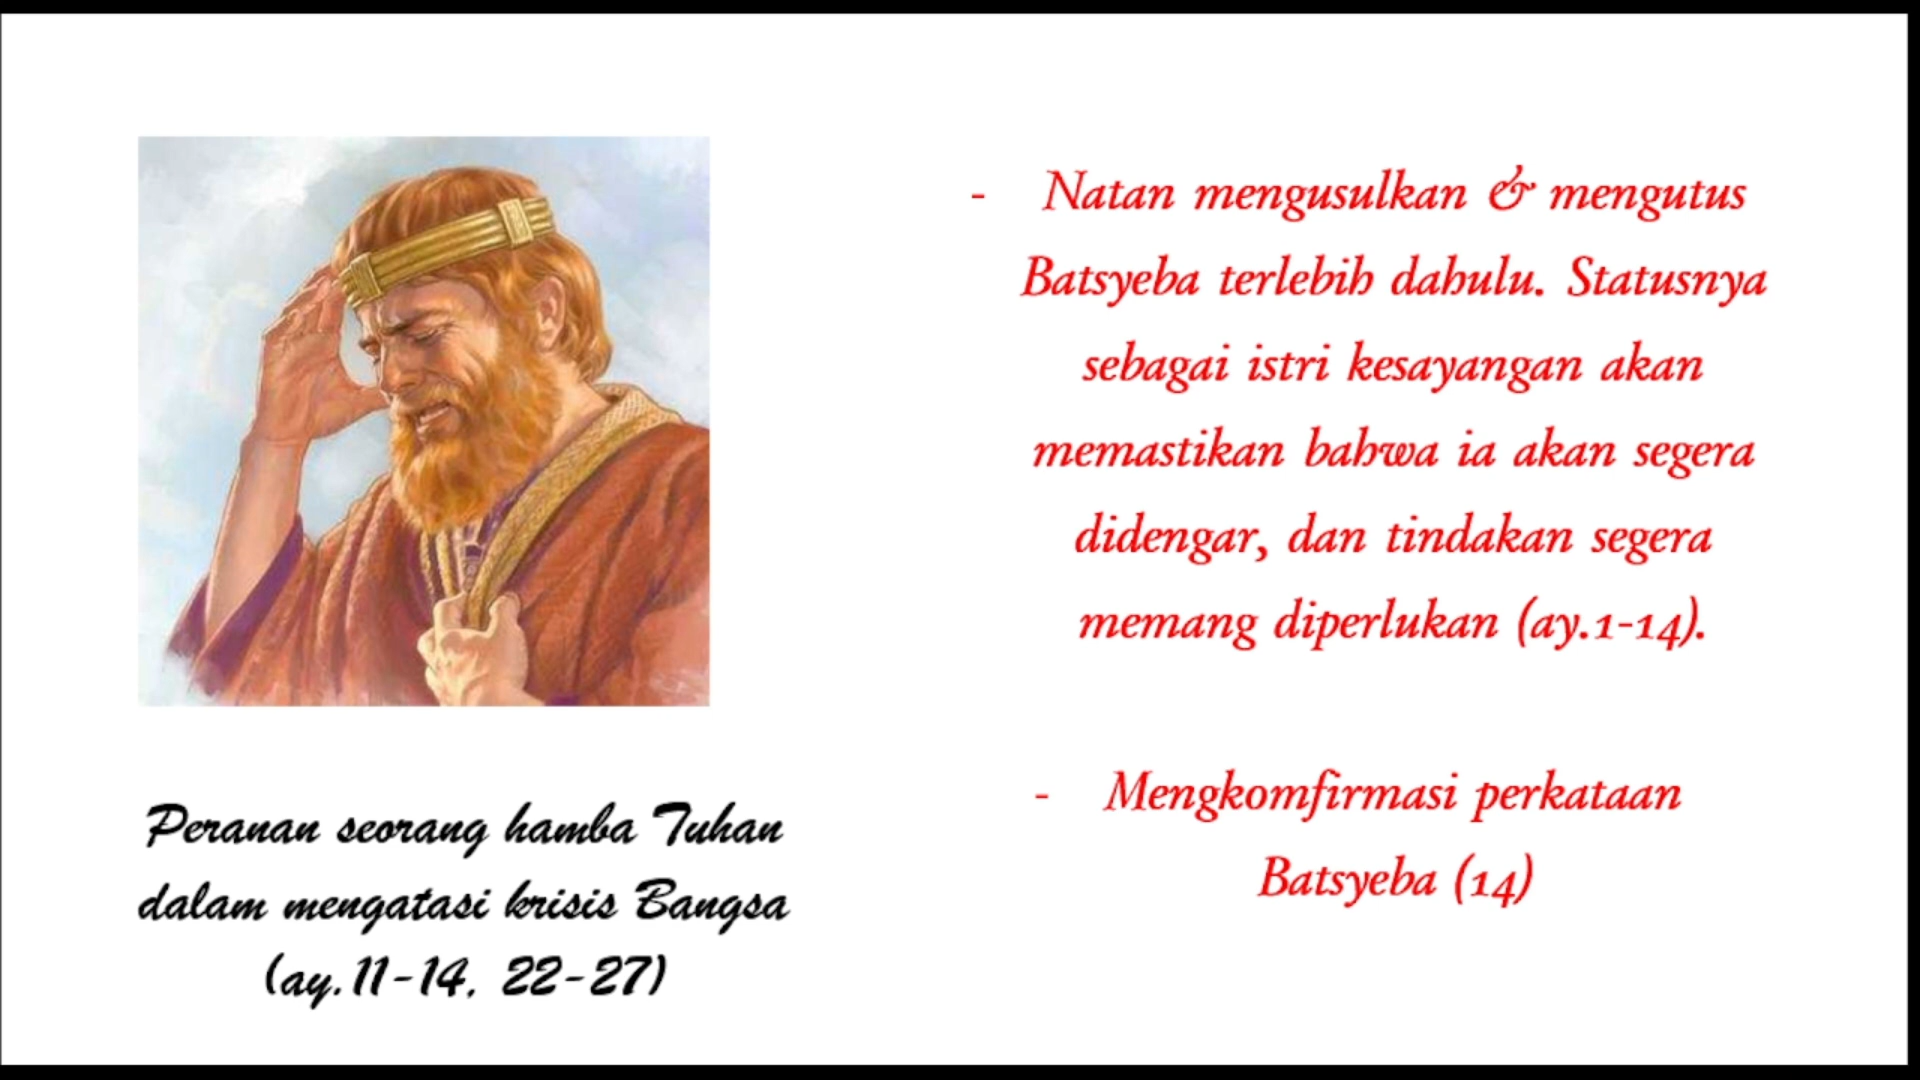 Peranan seorang hamba Tuhan
dalam mengatasi krisis Bangsa
(ay.11-14, 22-27)
- Natan mengusulkan & mengutus
Batsyeba terlebih dahulu. Statusnya
sebagai istri kesayangan akan
memastikan bahwa ia akan segera
didengar, dan tindakan segera
memang diperlukan (ay.1-14).
- Mengkomfirmasi perkataan
Batsyeba (14)